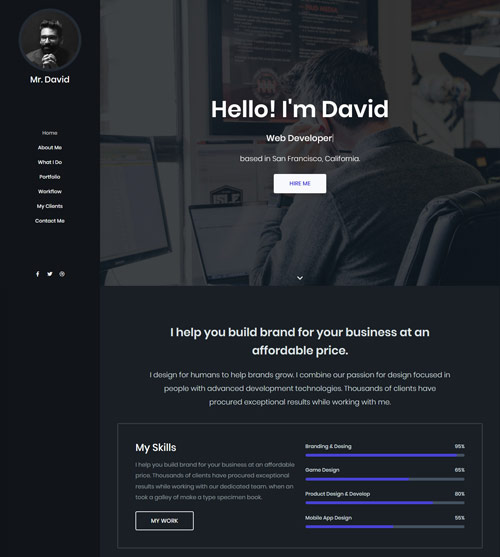 Mr. David
Home
About Me
What I Do
Portfolio
Workflow
My Clients
Contact Me
Hello! I'm David
Web Developer|
based in San Francisco, California.
HIRE ME
I help you build brand for your business at an
affordable price.
I design for humans to help brands grow. I combine our passion for design focused in
people with advanced development technologies. Thousands of clients have
procured exceptional results while working with me.
My Skills
I help you build brand for your business at an affordable
price. Thousands of clients have procured exceptional
results while working with our dedicated team. when an
took a galley of make a type specimen book.
MY WORK
Branding & Desing 95%
Game Design 65%
Product Design & Develop 80%
Mobile App Design 55%